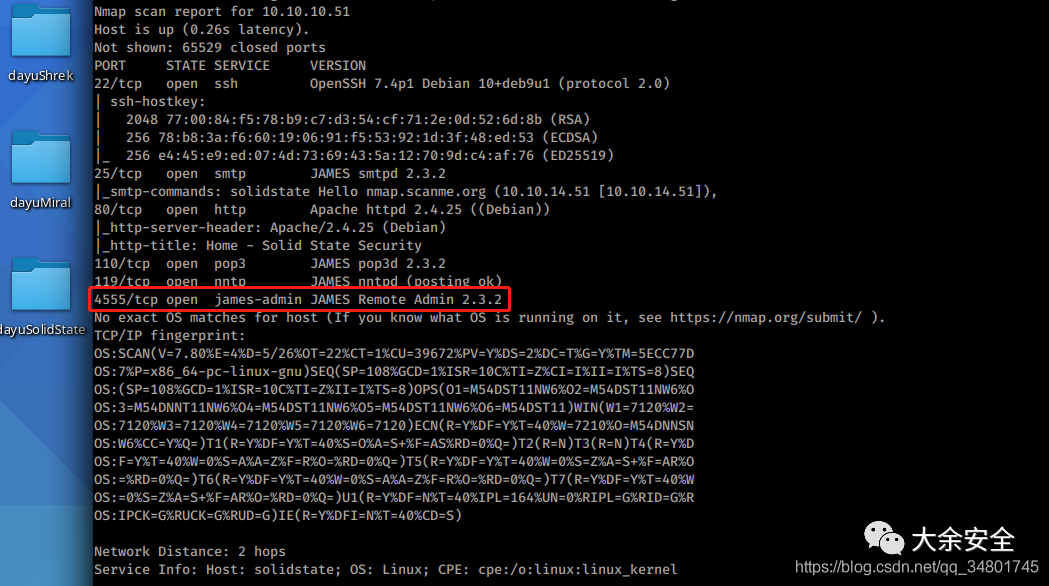 dayuShrek
dayuMiral
dayuSolidState
Nmap scan report for 10.10.10.51
Host is up (0.26s latency).
Not shown: 65529 closed ports
PORT     STATE SERVICE     VERSION
22/tcp   open  ssh         OpenSSH 7.4p1 Debian 10+deb9u1 (protocol 2.0)
| ssh-hostkey:
|   2048 77:00:84:f5:78:b9:c7:d3:54:cf:71:2e:0d:52:6d:8b (RSA)
|   256 78:b8:3a:f6:60:19:06:91:f5:53:92:1d:3f:48:ed:53 (ECDSA)
|_  256 e4:45:e9:ed:07:4d:73:69:43:5a:12:70:9d:c4:af:76 (ED25519)
25/tcp   open  smtp        JAMES smtpd 2.3.2
|_smtp-commands: solidstate Hello nmap.scanme.org (10.10.14.51 [10.10.14.51]),
80/tcp   open  http        Apache httpd 2.4.25 ((Debian))
|_http-server-header: Apache/2.4.25 (Debian)
|_http-title: Home - Solid State Security
110/tcp  open  pop3        JAMES pop3d 2.3.2
119/tcp  open  nntp        JAMES nntpd (posting ok)
4555/tcp open  james-admin JAMES Remote Admin 2.3.2
No exact OS matches for host (If you know what OS is running on it, see https://nmap.org/submit/ ).
TCP/IP fingerprint:
OS:SCAN(V=7.80%E=4%D=5/26%OT=22%CT=1%CU=39672%PV=Y%DS=2%DC=T%G=Y%TM=5ECC77D
OS:7%P=x86_64-pc-linux-gnu)SEQ(SP=108%GCD=1%ISR=10C%TI=Z%CI=I%II=I%TS=8)SEQ
OS:(SP=108%GCD=1%ISR=10C%TI=Z%II=I%TS=8)OPS(O1=M54DST11NW6%O2=M54DST11NW6%O
OS:3=M54DNNT11NW6%O4=M54DST11NW6%O5=M54DST11NW6%O6=M54DST11)WIN(W1=7120%W2=
OS:7120%W3=7120%W4=7120%W5=7120%W6=7120)ECN(R=Y%DF=Y%T=40%W=7210%O=M54DNNSN
OS:W6%CC=Y%Q=)T1(R=Y%DF=Y%T=40%S=O%A=S+%F=AS%RD=0%Q=)T2(R=N)T3(R=N)T4(R=Y%D
OS:F=Y%T=40%W=0%S=A%A=Z%F=R%O=%RD=0%Q=)T5(R=Y%DF=Y%T=40%W=0%S=Z%A=S+%F=AR%O
OS:=%RD=0%Q=)T6(R=Y%DF=Y%T=40%W=0%S=A%A=Z%F=R%O=%RD=0%Q=)T7(R=Y%DF=Y%T=40%W
OS:=0%S=Z%A=S+%F=AR%O=%RD=0%Q=)U1(R=Y%DF=N%T=40%IPL=164%UN=0%RIPL=G%RID=G%R
OS:IPCK=G%RUCK=G%RUD=G)IE(R=Y%DFI=N%T=40%CD=S)
Network Distance: 2 hops
Service Info: Host: solidstate; OS: Linux; CPE: cpe:/o:linux:linux_kernel
大余安全
https://blog.csdn.net/qq_34801745